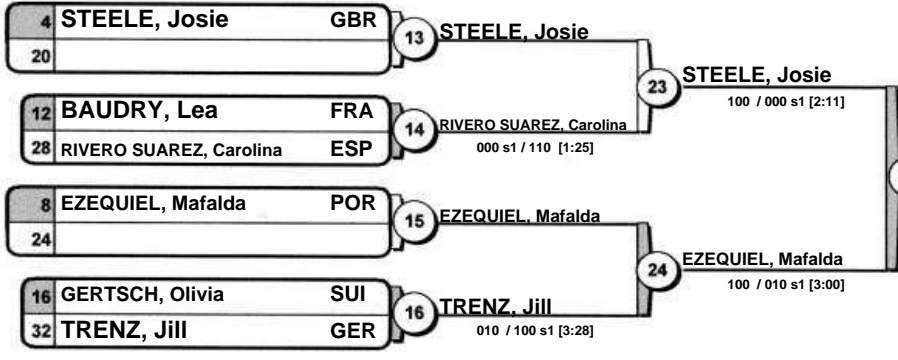 4 STEELE, Josie GBR
20
13 STEELE, Josie
12 BAUDRY, Lea FRA
28 RIVERO SUAREZ, Carolina ESP
14 RIVERO SUAREZ, Carolina
000 s1 / 110 [1:25]
23 STEELE, Josie
100 / 000 s1 [2:11]
8 EZEQUIEL, Mafalda POR
24
15 EZEQUIEL, Mafalda
16 GERTSCH, Olivia SUI
32 TRENZ, Jill GER
16 TRENZ, Jill
010 / 100 s1 [3:28]
24 EZEQUIEL, Mafalda
100 / 010 s1 [3:00]